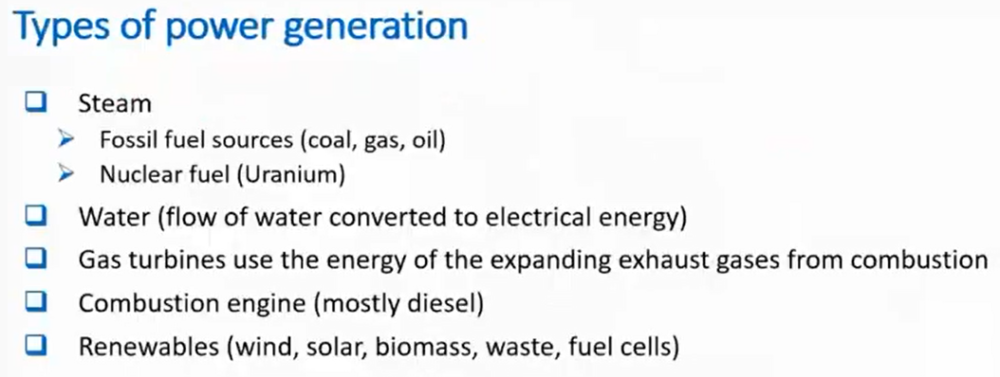 Types of power generation
Steam
Fossil fuel sources (coal, gas, oil)
Nuclear fuel (Uranium)
Water (flow of water converted to electrical energy)
Gas turbines use the energy of the expanding exhaust gases from combustion
Combustion engine (mostly diesel)
Renewables (wind, solar, biomass, waste, fuel cells)